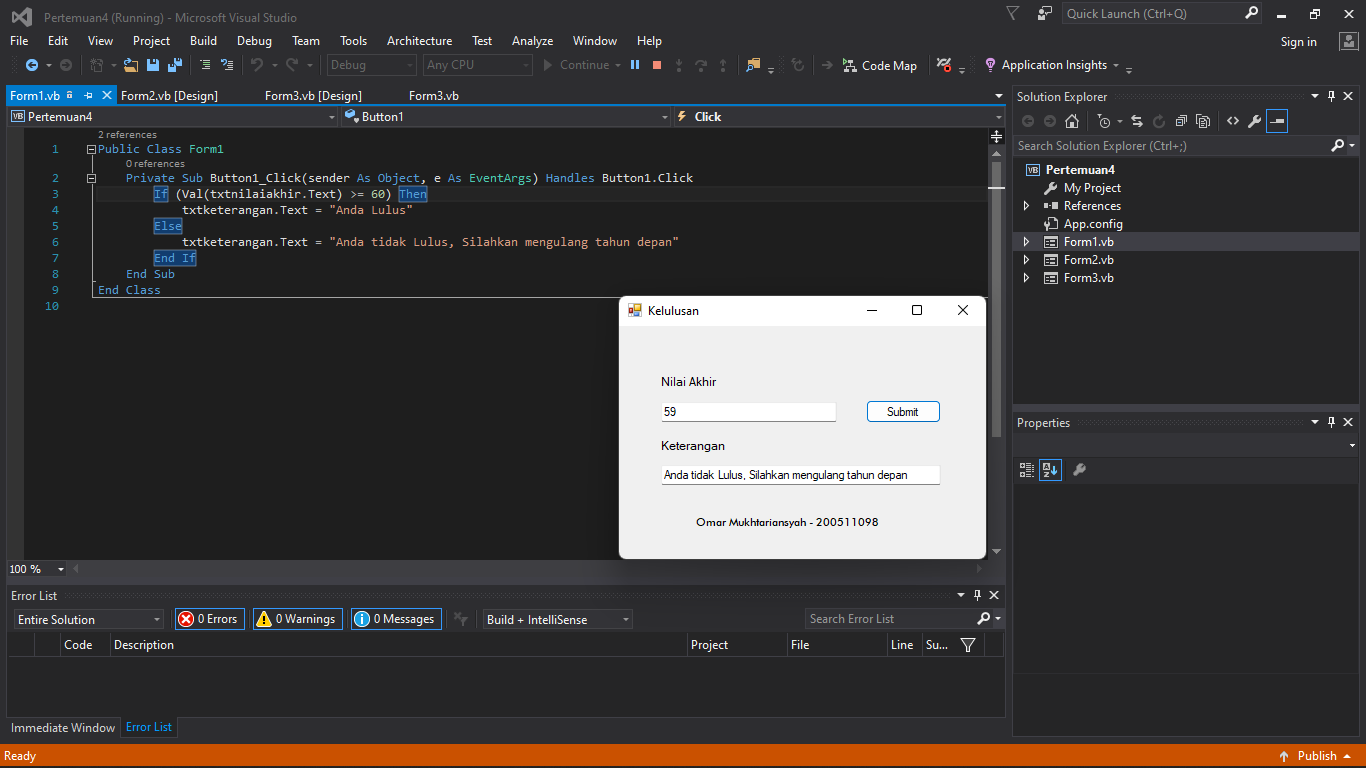 Pertemuan4 (Running) - Microsoft Visual Studio
Quick Launch (Ctrl+Q)
File Edit View Project Build Debug Team Tools Architecture Test Analyze Window Help
Sign in
Debug Any CPU Continue Code Map Application Insights
Form1.vb Form2.vb [Design] Form3.vb [Design] Form3.vb
VB Pertemuan4 Button1 Click
2 references
1 Public Class Form1
0 references
2 Private Sub Button1_Click(sender As Object, e As EventArgs) Handles Button1.Click
3 If (Val(txtnilaiakhir.Text) >= 60) Then
4 txtketerangan.Text = "Anda Lulus"
5 Else
6 txtketerangan.Text = "Anda tidak Lulus, Silahkan mengulang tahun depan"
7 End If
8 End Sub
9 End Class
10
Kelulusan
Nilai Akhir
59 Submit
Keterangan
Anda tidak Lulus, Silahkan mengulang tahun depan
Omar Mukhtariansyah - 200511098
100 %
Solution Explorer
Search Solution Explorer (Ctrl+;)
VB Pertemuan4
My Project
References
App.config
Form1.vb
Form2.vb
Form3.vb
Properties
Error List
Entire Solution 0 Errors 0 Warnings 0 Messages Build + IntelliSense Search Error List
Code Description Project File Line Su...
Immediate Window Error List
Ready Publish